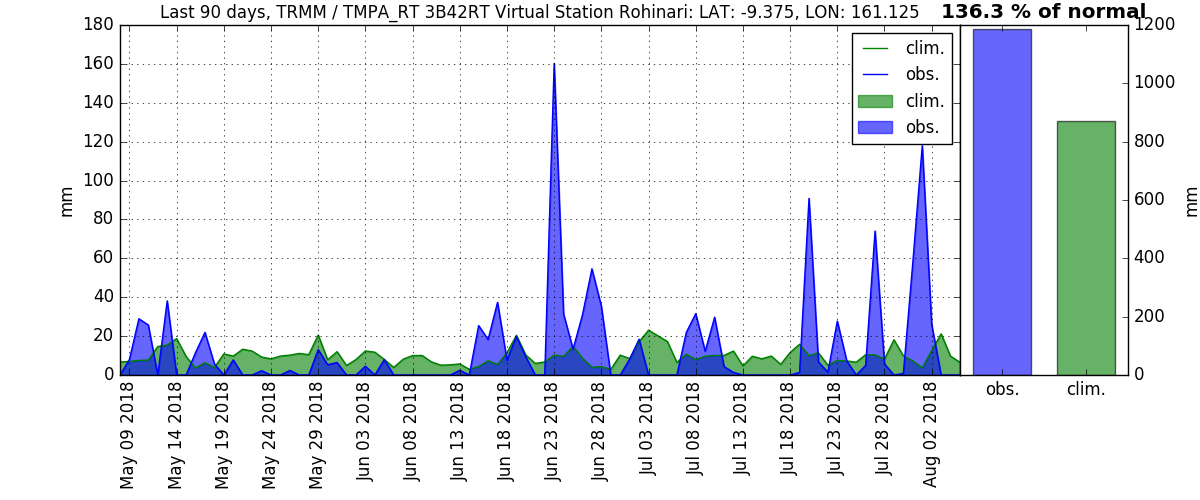 Last 90 days, TRMM / TMPA_RT 3B42RT Virtual Station Rohinari: LAT: -9.375, LON: 161.125
136.3 % of normal
180
160
140
120
100
80
60
40
20
0
mm
clim.
obs.
clim.
obs.
1200
1000
800
600
400
200
0
mm
obs.
clim.
May 09 2018
May 14 2018
May 19 2018
May 24 2018
May 29 2018
Jun 03 2018
Jun 08 2018
Jun 13 2018
Jun 18 2018
Jun 23 2018
Jun 28 2018
Jul 03 2018
Jul 08 2018
Jul 13 2018
Jul 18 2018
Jul 23 2018
Jul 28 2018
Aug 02 2018